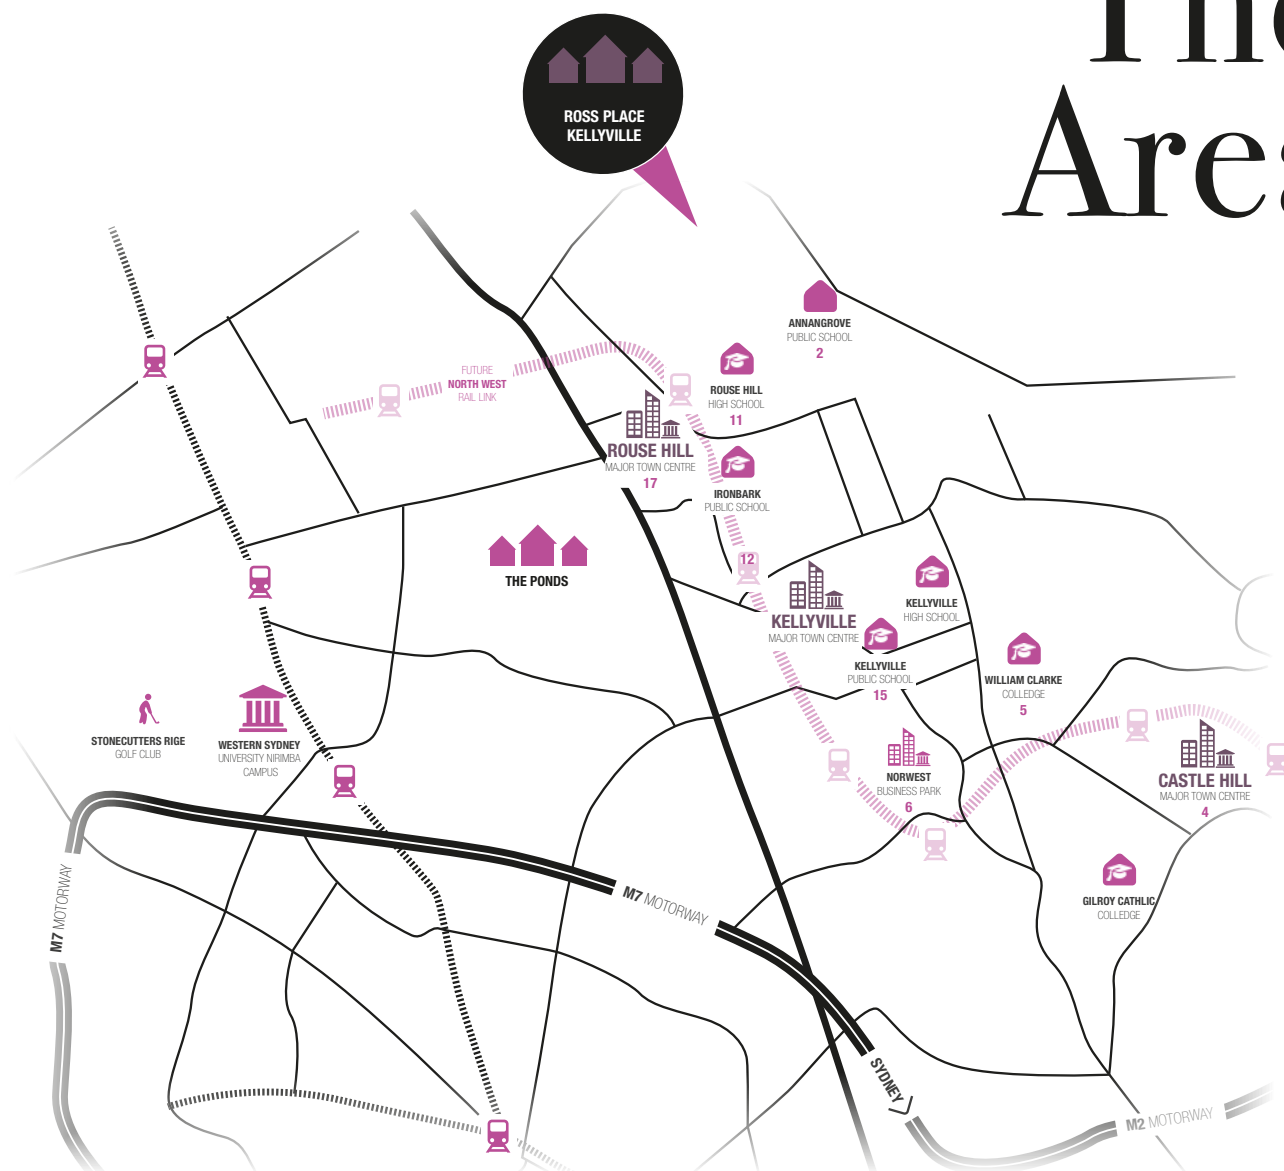 The
Area
ROSS PLACE
KELLYVILLE
ANNANGROVE
PUBLIC SCHOOL
2
FUTURE
NORTH WEST
RAIL LINK
ROUSE HILL
HIGH SCHOOL
11
ROUSE HILL
MAJOR TOWN CENTRE
17
IRONBARK
PUBLIC SCHOOL
12
THE PONDS
KELLYVILLE
MAJOR TOWN CENTRE
KELLYVILLE
HIGH SCHOOL
KELLYVILLE
PUBLIC SCHOOL
15
WILLIAM CLARKE
COLLEDGE
5
STONECUTTERS RIGE
GOLF CLUB
WESTERN SYDNEY
UNIVERSITY NIRIMBA
CAMPUS
NORWEST
BUSINESS PARK
6
CASTLE HILL
MAJOR TOWN CENTRE
4
GILROY CATHLIC
COLLEDGE
M7 MOTORWAY
M7 MOTORWAY
SYDNEY
M2 MOTORWAY